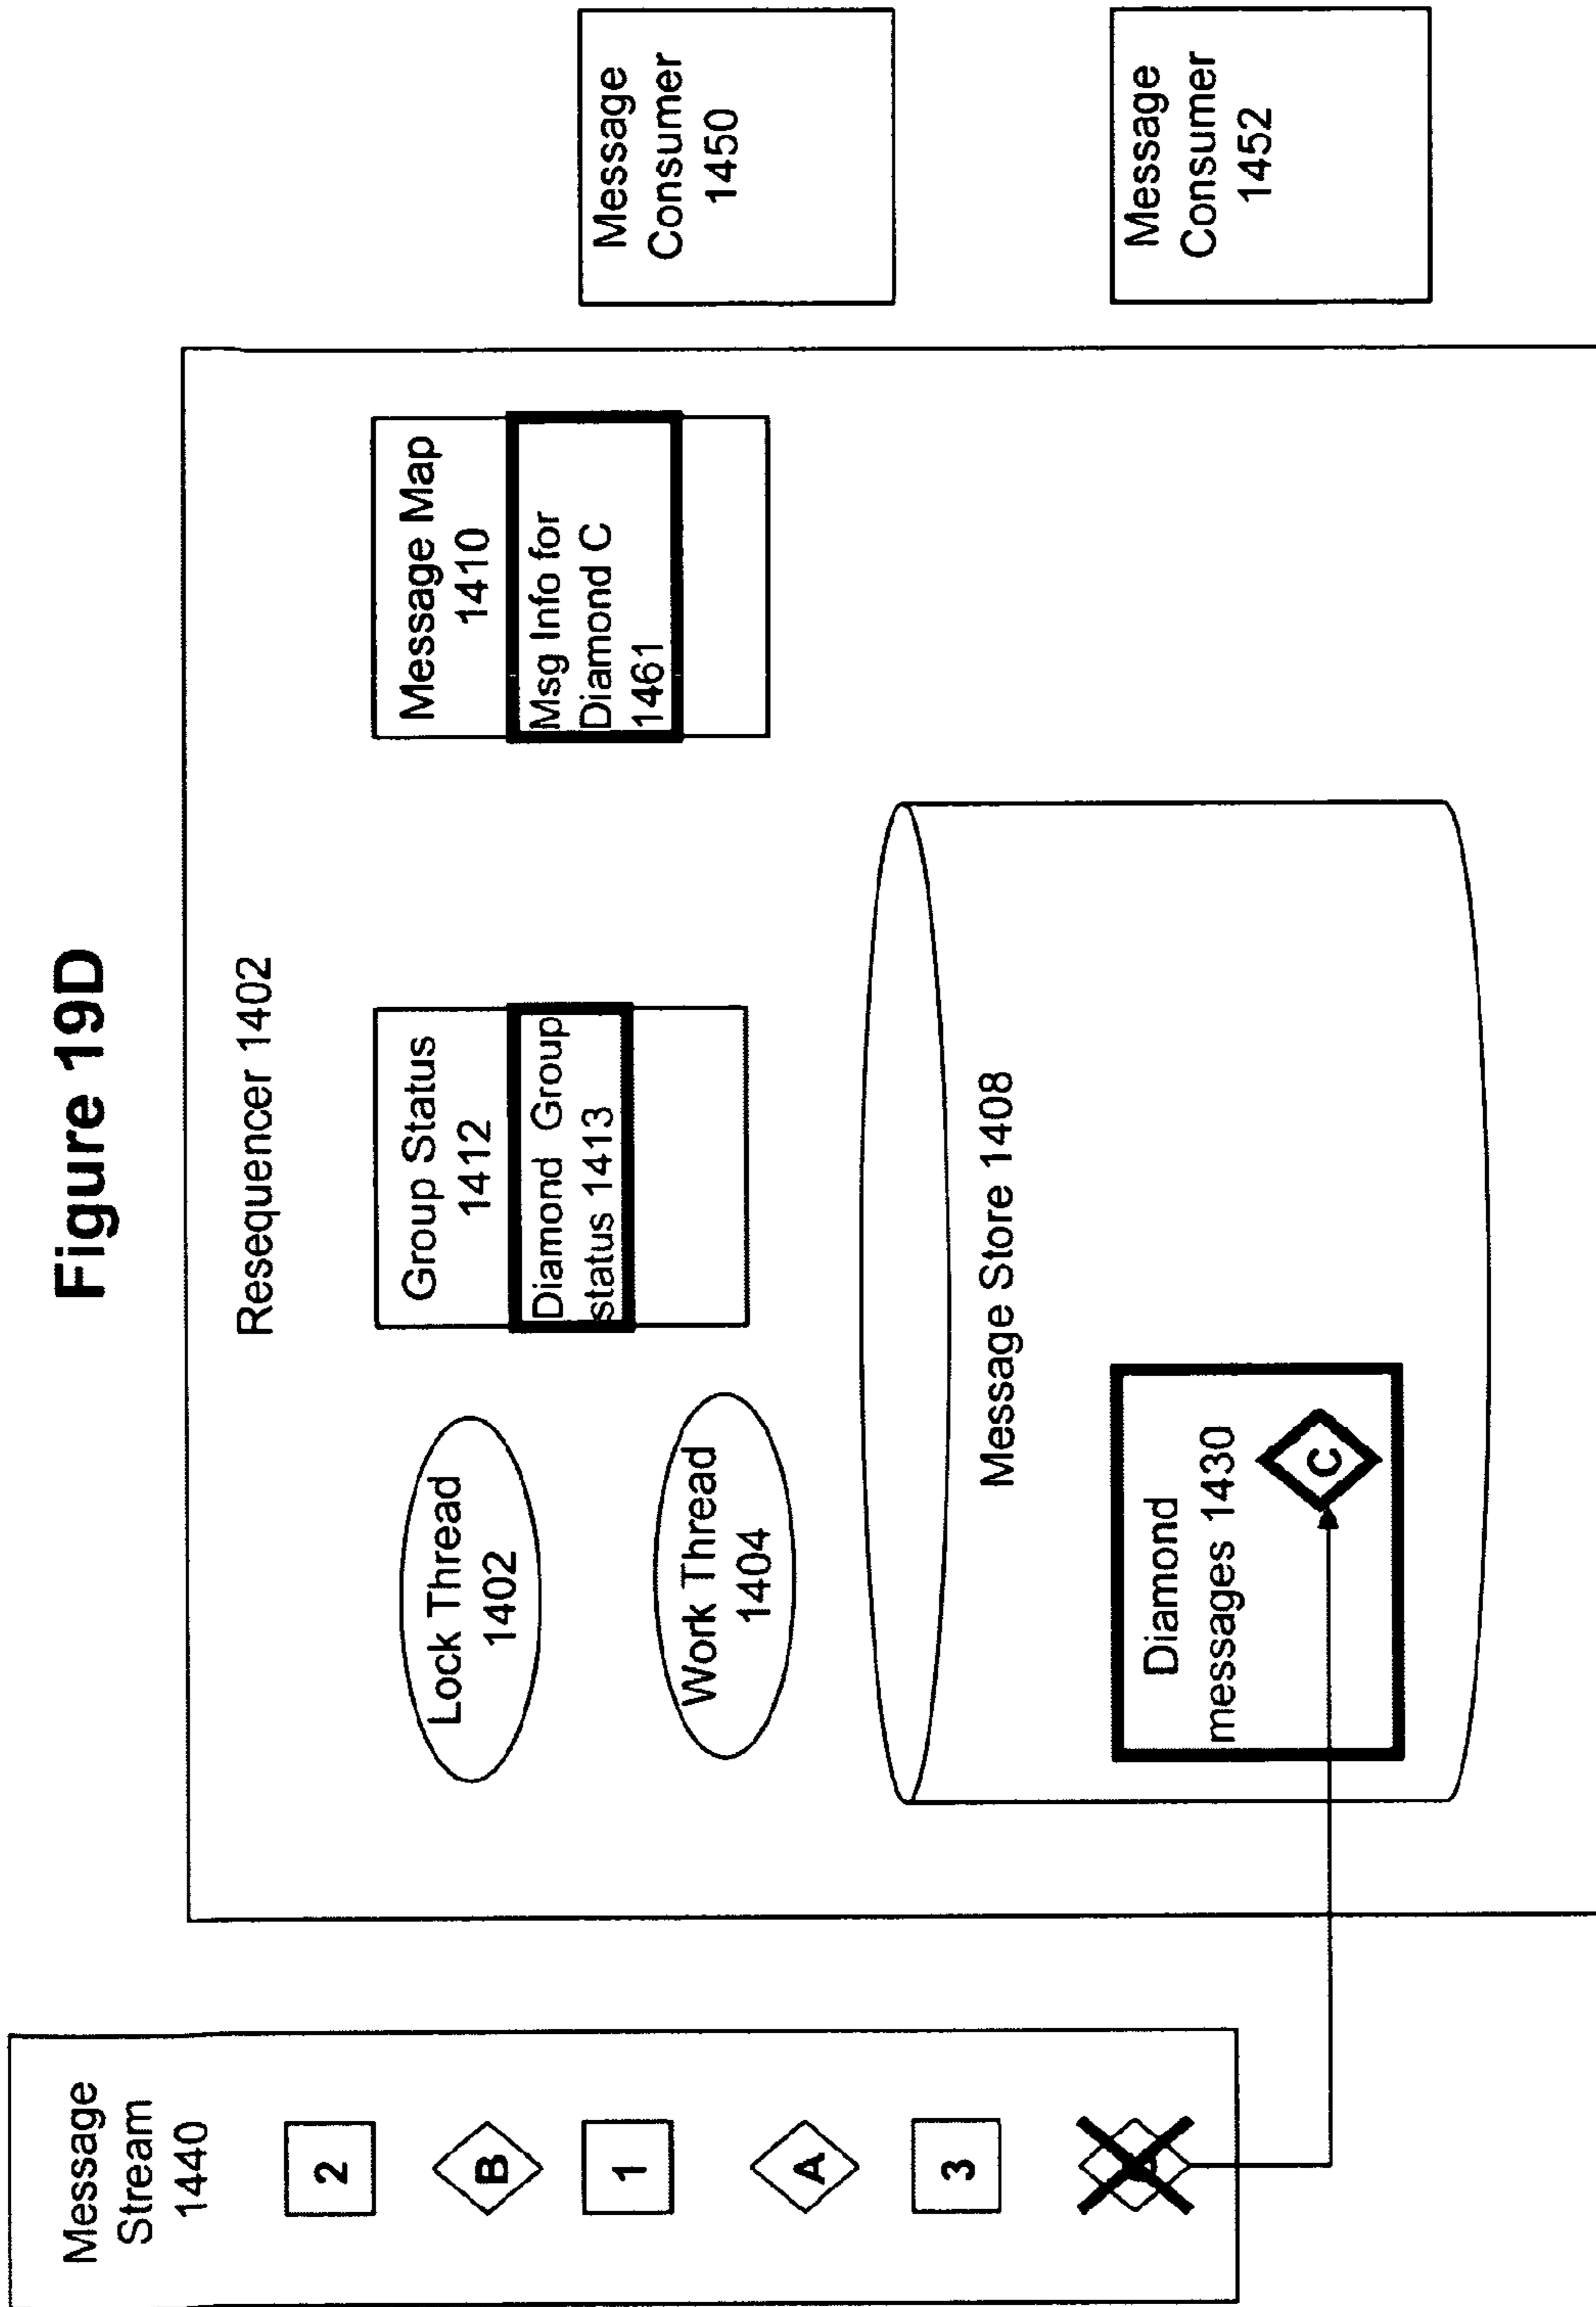 Figure 19D
Message
Stream
1440
2
B
1
A
3
Resequencer 1402
Lock Thread
1402
Work Thread
1404
Group Status
1412
Diamond Group
status 1413
Message Map
1410
Msg Info for
Diamond C
1461
Message Store 1408
Diamond
messages 1430
C
Message
Consumer
1450
Message
Consumer
1452